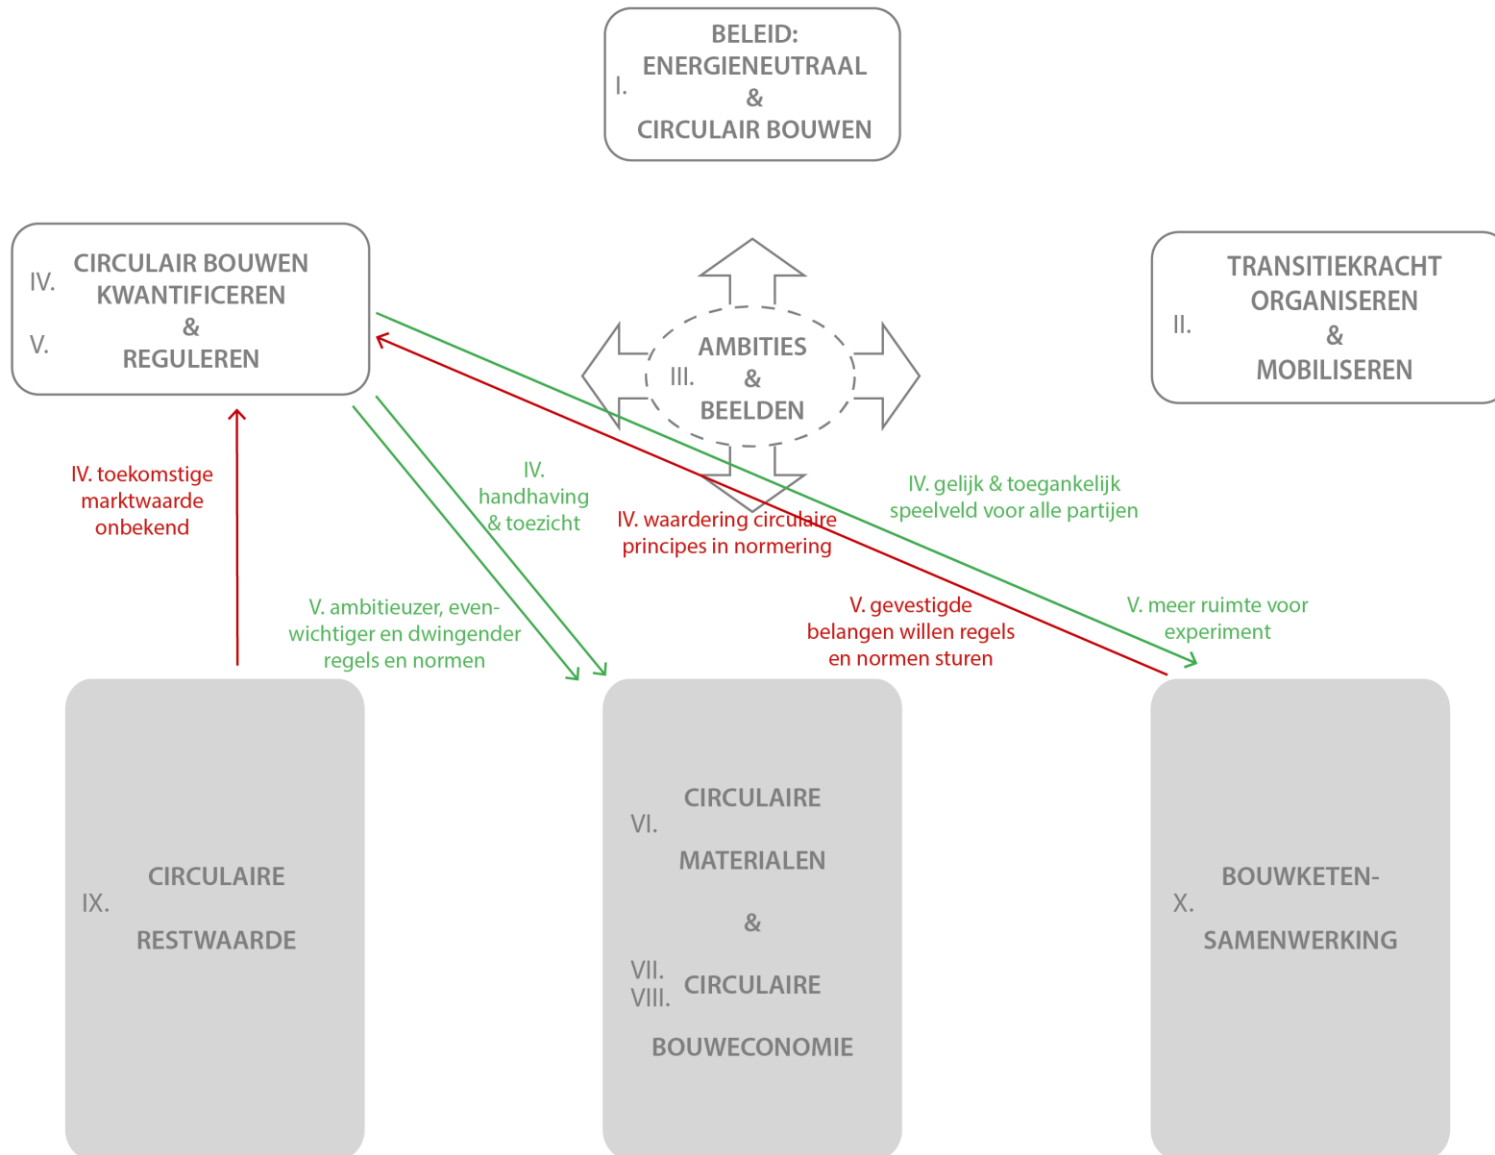 BELEID:
ENERGIENEUTRAAL
I.
&
CIRCULAIR BOUWEN
CIRCULAIR BOUWEN
IV.
KWANTIFICEREN
&
V.
REGULEREN
AMBITIES
III.
&
BEELDEN
TRANSITIEKRACHT
ORGANISEREN
II.
&
MOBILISEREN
IV. toekomstige
marktwaarde
onbekend
IV.
handhaving
& toezicht
IV. waardering circulaire
principes in normering
IV. gelijk & toegankelijk
speelveld voor alle partijen
V. ambitieuzer, even-
wichtiger en dwingender
regels en normen
V. gevestigde
belangen willen regels
en normen sturen
V. meer ruimte voor
experiment
CIRCULAIRE
IX.
RESTWAARDE
CIRCULAIRE
VI.
MATERIALEN
&
VII.
VIII.
CIRCULAIRE
BOUWECONOMIE
BOUWKETEN-
X.
SAMENWERKING